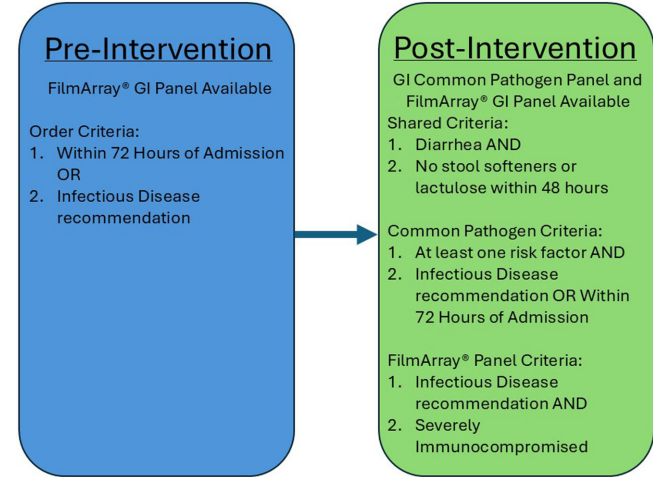 Pre-Intervention
FilmArray® GI Panel Available
Order Criteria:
1. Within 72 Hours of Admission
OR
2. Infectious Disease
recommendation
Post-Intervention
GI Common Pathogen Panel and
FilmArray® GI Panel Available
Shared Criteria:
1. Diarrhea AND
2. No stool softeners or
lactulose within 48 hours
Common Pathogen Criteria:
1. At least one risk factor AND
2. Infectious Disease
recommendation OR Within
72 Hours of Admission
FilmArray® Panel Criteria:
1. Infectious Disease
recommendation AND
2. Severely
Immunocompromised